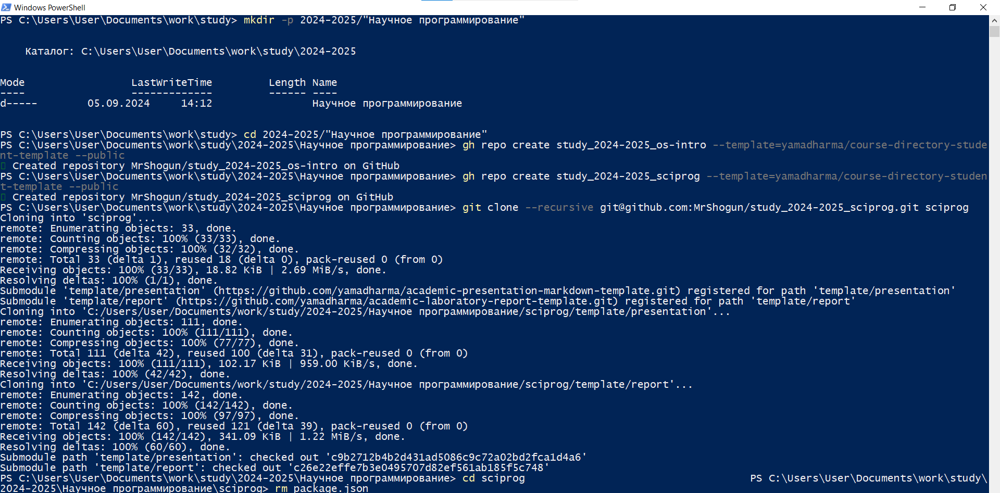 Windows PowerShell
PS C:\Users\User\Documents\work\study> mkdir -p 2024-2025/"Научное программирование"
Каталог: C:\Users\User\Documents\work\study\2024-2025
Mode                 LastWriteTime         Length Name
----                 -------------         ------ ----
d-----        05.09.2024     14:12                Научное программирование
PS C:\Users\User\Documents\work\study> cd 2024-2025/"Научное программирование"
PS C:\Users\User\Documents\work\study\2024-2025\Научное программирование> gh repo create study_2024-2025_os-intro --template=yamadharma/course-directory-stude
nt-template --public
Created repository MrShogun/study_2024-2025_os-intro on GitHub
PS C:\Users\User\Documents\work\study\2024-2025\Научное программирование> gh repo create study_2024-2025_sciprog --template=yamadharma/course-directory-studen
t-template --public
Created repository MrShogun/study_2024-2025_sciprog on GitHub
PS C:\Users\User\Documents\work\study\2024-2025\Научное программирование> git clone --recursive git@github.com:MrShogun/study_2024-2025_sciprog.git sciprog
Cloning into 'sciprog'...
remote: Enumerating objects: 33, done.
remote: Counting objects: 100% (33/33), done.
remote: Compressing objects: 100% (32/32), done.
remote: Total 33 (delta 1), reused 18 (delta 0), pack-reused 0 (from 0)
Receiving objects: 100% (33/33), 18.82 KiB | 2.69 MiB/s, done.
Resolving deltas: 100% (1/1), done.
Submodule 'template/presentation' (https://github.com/yamadharma/academic-presentation-markdown-template.git) registered for path 'template/presentation'
Submodule 'template/report' (https://github.com/yamadharma/academic-laboratory-report-template.git) registered for path 'template/report'
Cloning into 'C:/Users/User/Documents/work/study/2024-2025/Научное программирование/sciprog/template/presentation'...
remote: Enumerating objects: 111, done.
remote: Counting objects: 100% (111/111), done.
remote: Compressing objects: 100% (77/77), done.
remote: Total 111 (delta 42), reused 100 (delta 31), pack-reused 0 (from 0)
Receiving objects: 100% (111/111), 102.17 KiB | 959.00 KiB/s, done.
Resolving deltas: 100% (42/42), done.
Cloning into 'C:/Users/User/Documents/work/study/2024-2025/Научное программирование/sciprog/template/report'...
remote: Enumerating objects: 142, done.
remote: Counting objects: 100% (142/142), done.
remote: Compressing objects: 100% (97/97), done.
remote: Total 142 (delta 60), reused 121 (delta 39), pack-reused 0 (from 0)
Receiving objects: 100% (142/142), 341.09 KiB | 1.22 MiB/s, done.
Resolving deltas: 100% (60/60), done.
Submodule path 'template/presentation': checked out 'c9b2712b4b2d431ad5086c9c72a02bd2fca1d4a6'
Submodule path 'template/report': checked out 'c26e22effe7b3e0495707d82ef561ab185f5c748'
PS C:\Users\User\Documents\work\study\2024-2025\Научное программирование> cd sciprog                                    PS C:\Users\User\Documents\work\study\
2024-2025\Научное программирование\sciprog> rm package.json